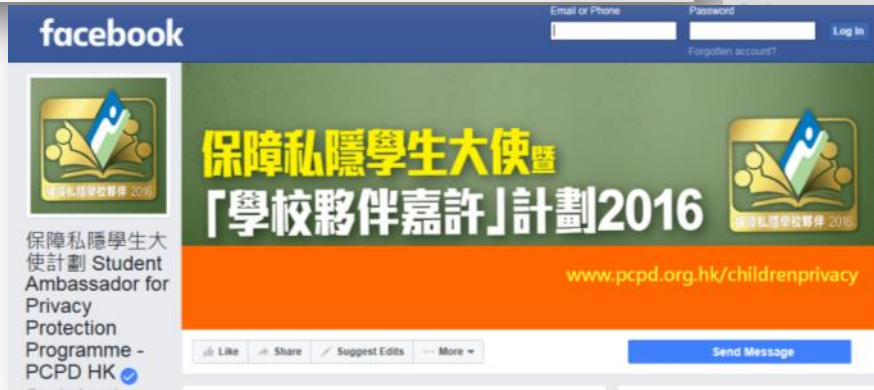 Email or Phone
Password
facebook
Log In
Forgotten account?
保障私隱學生大使暨
「學校夥伴嘉許」計劃2016
保障私隱學校夥伴 2016
保障私隱學校夥伴 2016
www.pcpd.org.hk/childrenprivacy
保障私隱學生大
使計劃 Student
Ambassador for
Privacy
Protection
Programme -
PCPD HK
Like
Share
Suggest Edits
More
Send Message